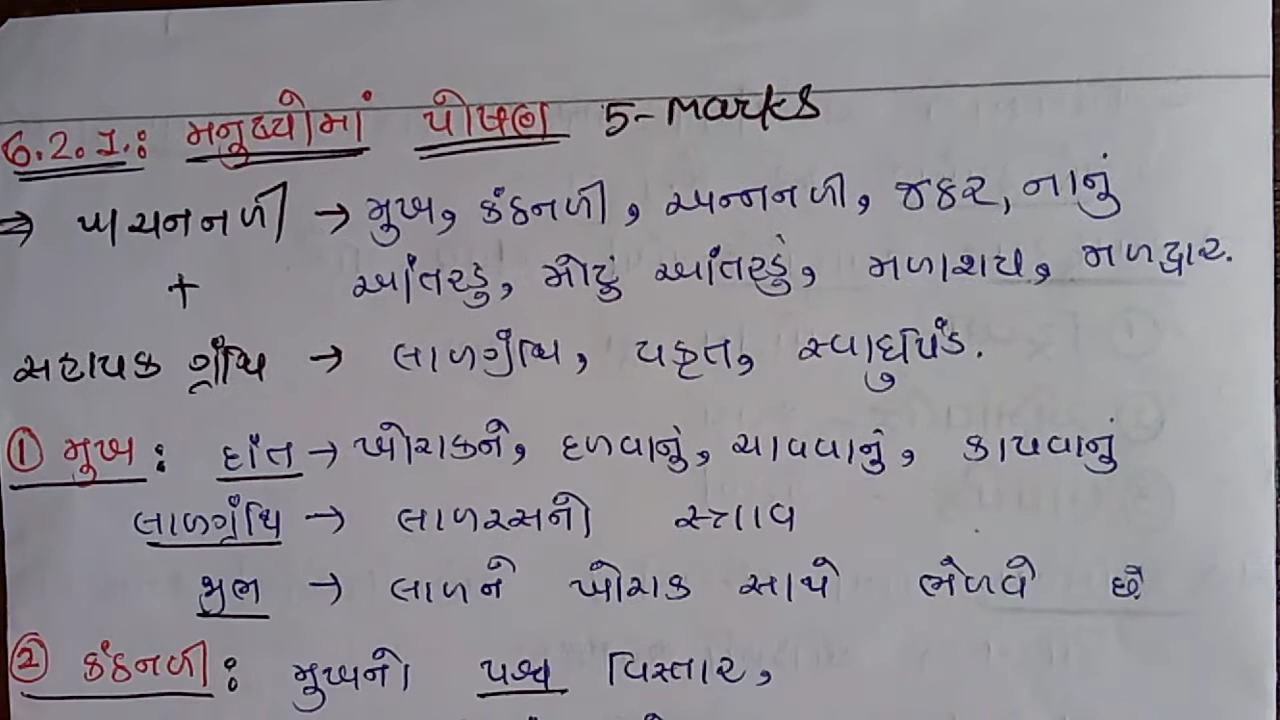 6.2.1.: મનુષ્યોમાં પોષણ 5-marks
⇒ પાચનનળી → મુખ, કંઠનળી, અન્નનળી, જઠર, નાનું
+ આંતરડું, મોટું આંતરડું, મળાશય, મળદ્વાર.
સહાયક ગ્રંથિ → લાળગ્રંથિ, યકૃત, સ્વાદુપિંડ.
① મુખ : દાંત → ખોરાકને, દળવાનું, ચાવવાનું, કાપવાનું
લાળગ્રંથિ → લાળરસનો સ્ત્રાવ
જીભ → લાળને ખોરાક સાથે ભેળવે છે
② કંઠનળી : મુખનો પશ્વ વિસ્તાર,